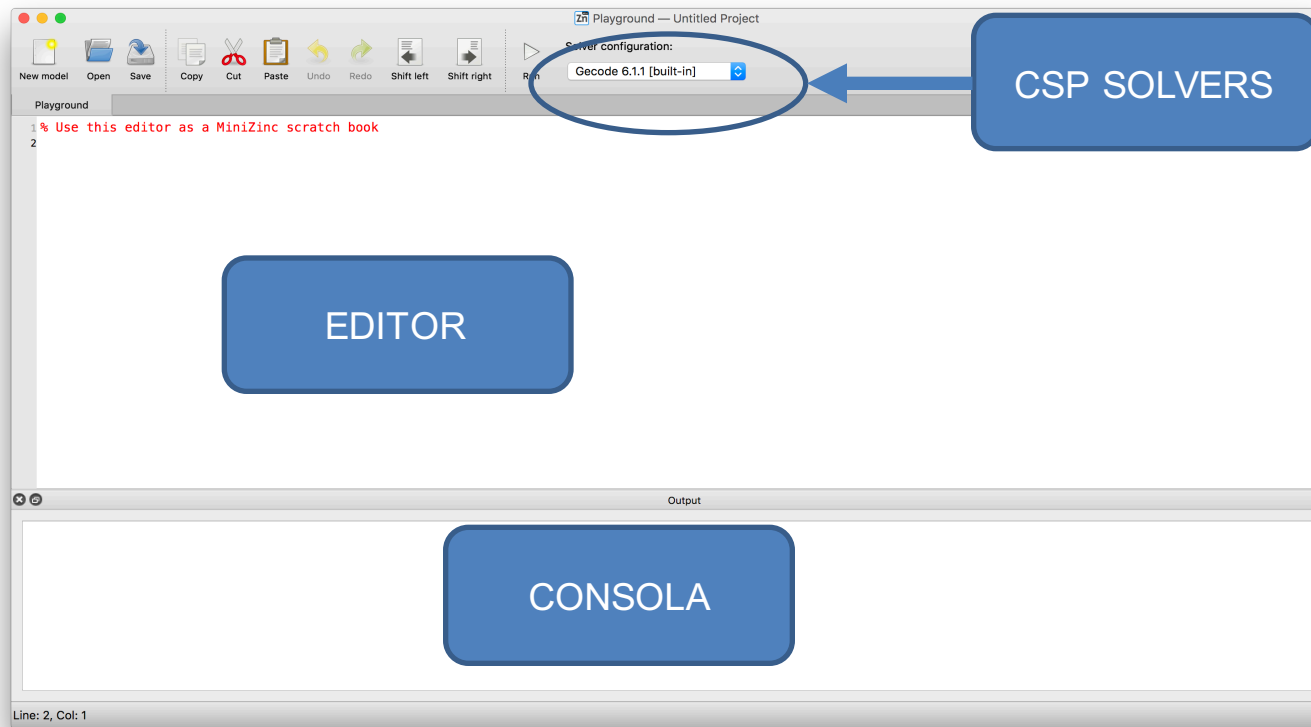 Zn Playground — Untitled Project
Solver configuration:
New model Open Save Copy Cut Paste Undo Redo Shift left Shift right Run
Gecode 6.1.1 [built-in]
CSP SOLVERS
Playground
1 % Use this editor as a MiniZinc scratch book
2
EDITOR
Output
CONSOLA
Line: 2, Col: 1